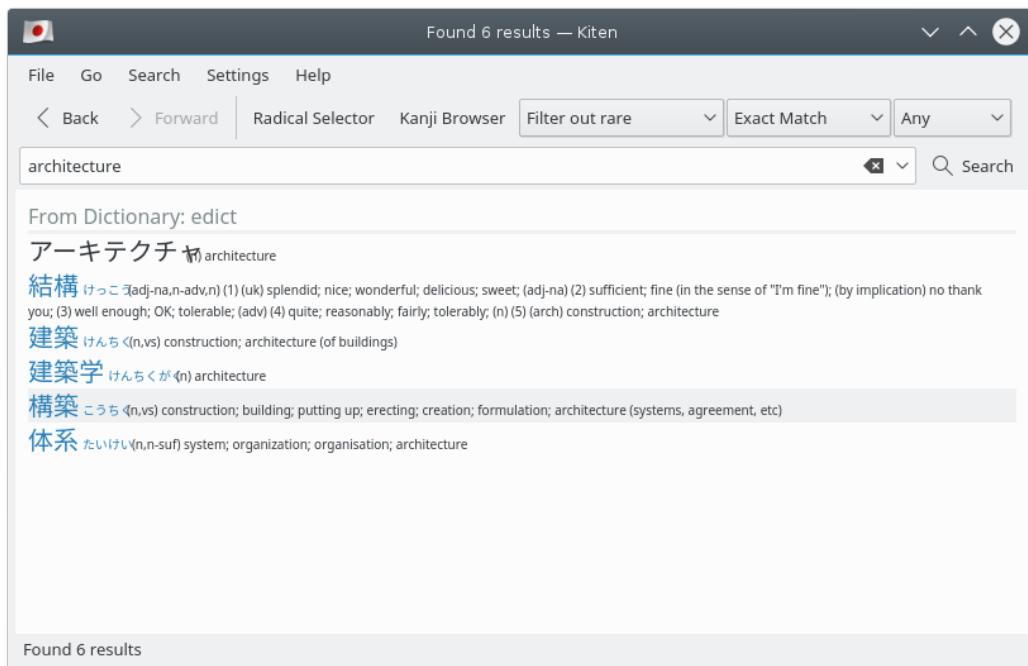 Found 6 results — Kiten
File Go Search Settings Help
Back Forward Radical Selector Kanji Browser Filter out rare Exact Match Any
architecture Search
From Dictionary: edict
アーキテクチャ (n) architecture
結構 けっこう (adj-na,n-adv,n) (1) (uk) splendid; nice; wonderful; delicious; sweet; (adj-na) (2) sufficient; fine (in the sense of "I'm fine"); (by implication) no thank
you; (3) well enough; OK; tolerable; (adv) (4) quite; reasonably; fairly; tolerably; (n) (5) (arch) construction; architecture
建築 けんちく (n,vs) construction; architecture (of buildings)
建築学 けんちくがく (n) architecture
構築 こうちく (n,vs) construction; building; putting up; erecting; creation; formulation; architecture (systems, agreement, etc)
体系 たいけい (n,n-suf) system; organization; organisation; architecture
Found 6 results